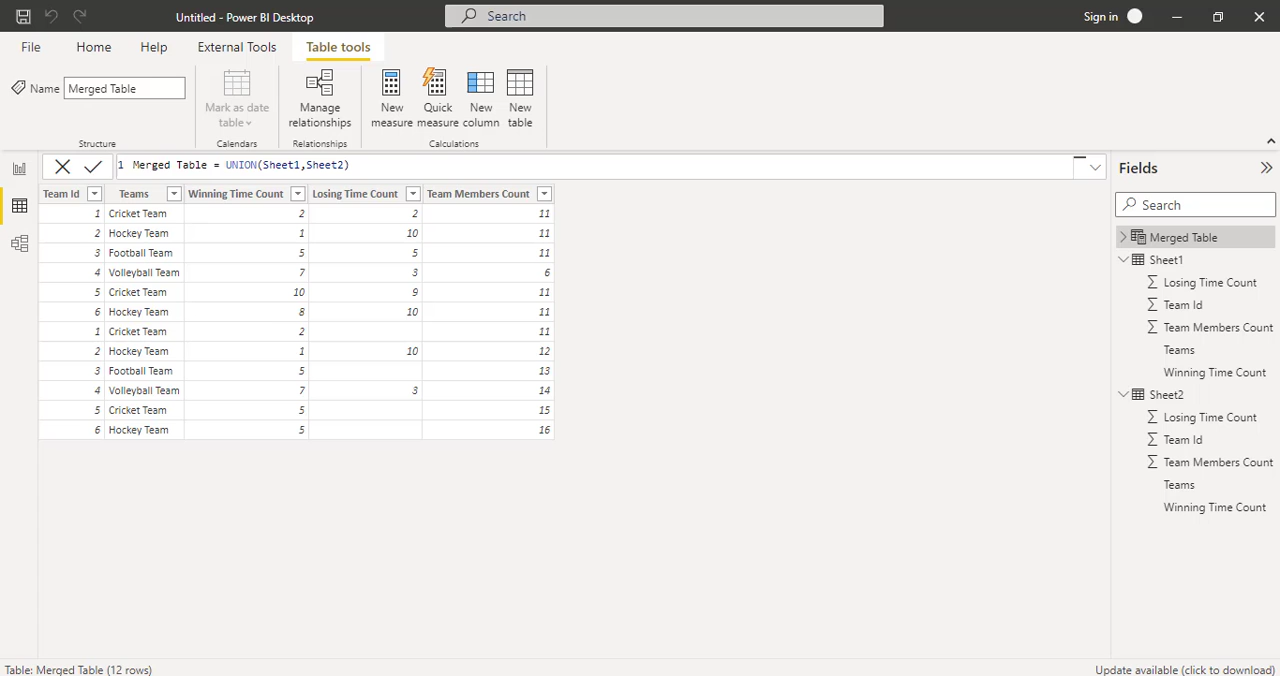 Untitled - Power BI Desktop
Search
Sign in
File Home Help External Tools Table tools
Name Merged Table
Mark as date table
Manage relationships
New measure
Quick measure
New column
New table
Structure Calendars Relationships Calculations
1 Merged Table = UNION(Sheet1,Sheet2)
Team Id Teams Winning Time Count Losing Time Count Team Members Count
1 Cricket Team 2 2 11
2 Hockey Team 1 10 11
3 Football Team 5 5 11
4 Volleyball Team 7 3 6
5 Cricket Team 10 9 11
6 Hockey Team 8 10 11
1 Cricket Team 2 11
2 Hockey Team 1 10 12
3 Football Team 5 13
4 Volleyball Team 7 3 14
5 Cricket Team 5 15
6 Hockey Team 5 16
Fields
Search
Merged Table
Sheet1
Losing Time Count
Team Id
Team Members Count
Teams
Winning Time Count
Sheet2
Losing Time Count
Team Id
Team Members Count
Teams
Winning Time Count
Table: Merged Table (12 rows)
Update available (click to download)